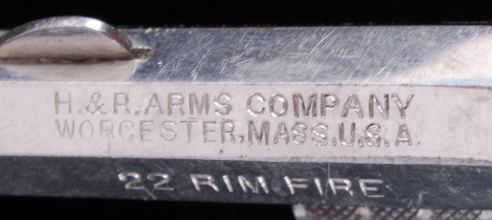 H.&R. ARMS COMPANY
WORCESTER, MASS. U.S.A.
22 RIM FIRE